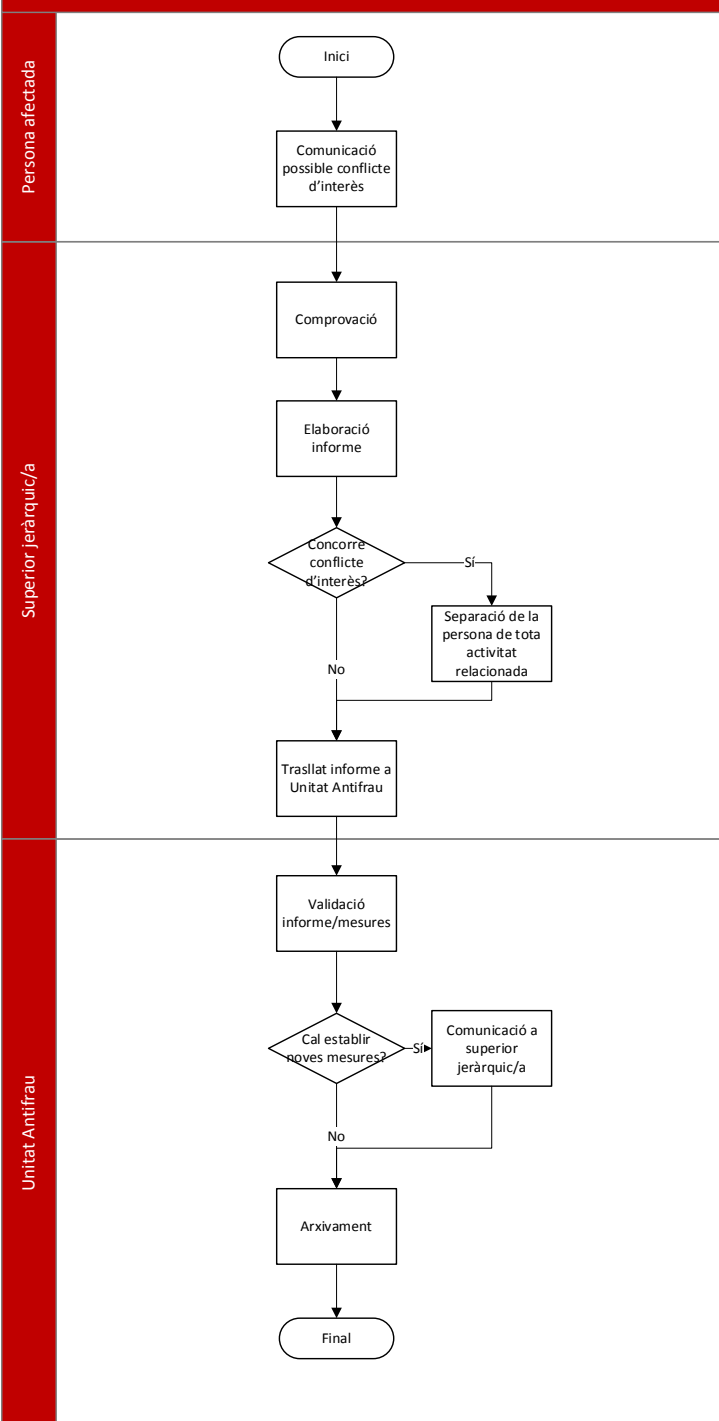 Persona afectada
Inici
Comunicació
possible conflicte
d'interès
Superior jeràrquic/a
Comprovació
Elaboració
informe
Concorre
conflicte
d'interès?
Sí
Separació de la
persona de tota
activitat
relacionada
No
Trasllat informe a
Unitat Antifrau
Unitat Antifrau
Validació
informe/mesures
Cal establir
noves mesures?
Sí
Comunicació a
superior
jeràrquic/a
No
Arxivament
Final